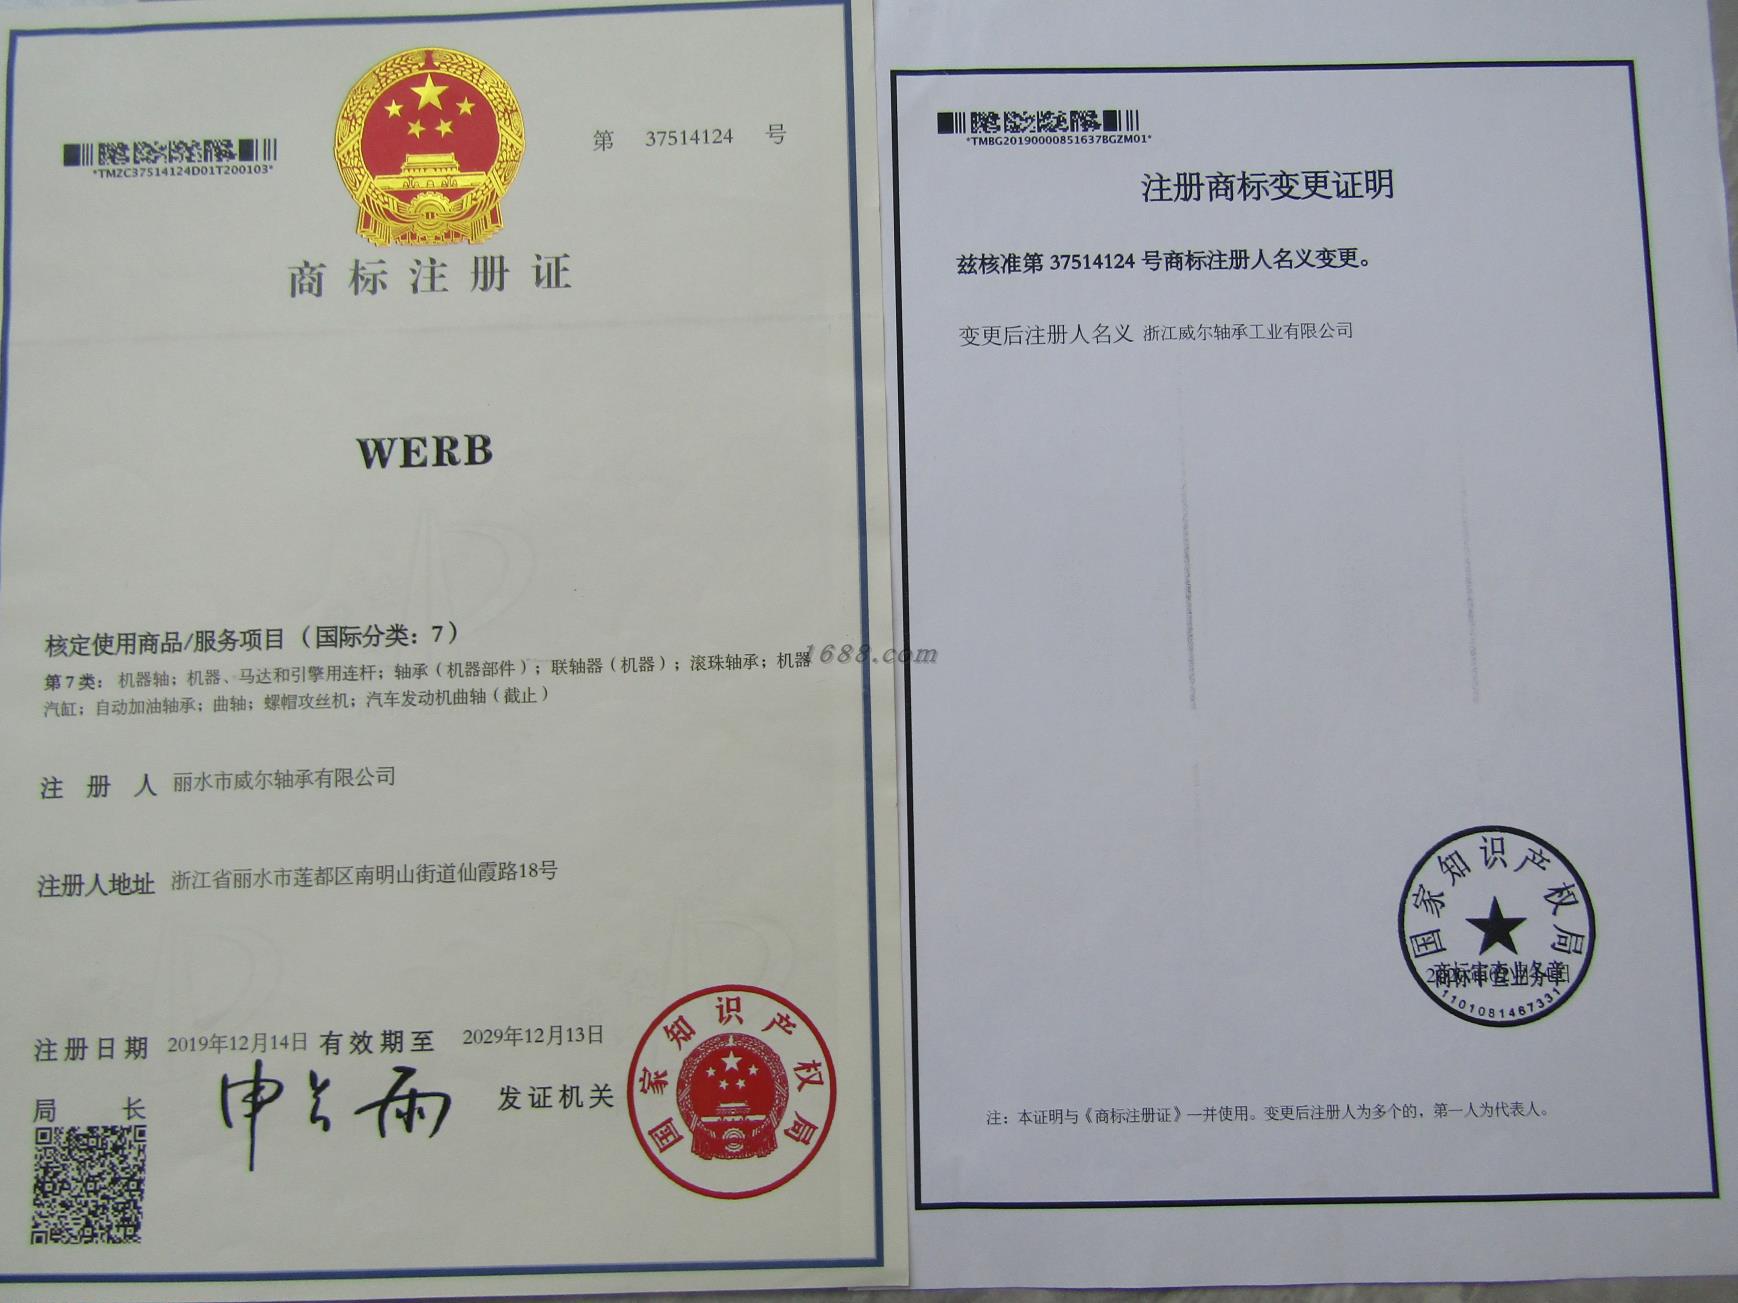 *TMZC37514124D01T200103*
第 37514124 号
商标注册证
WERB
核定使用商品/服务项目（国际分类：7）
第7类：机器轴；机器、马达和引擎用连杆；轴承（机器部件）；联轴器（机器）；滚珠轴承；机器
汽缸；自动加油轴承；曲轴；螺帽攻丝机；汽车发动机曲轴（截止）
注册人 丽水市威尔轴承有限公司
注册人地址 浙江省丽水市莲都区南明山街道仙霞路18号
注册日期 2019年12月14日 有效期至 2029年12月13日
局长 申长雨 发证机关
国家知识产权局
1688.com
*TMBG20190000851637BGZM01*
注册商标变更证明
兹核准第 37514124 号商标注册人名义变更。
变更后注册人名义 浙江威尔轴承工业有限公司
国家知识产权局
商标审查业务章
1101081467331
注：本证明与《商标注册证》一并使用。变更后注册人为多个的，第一人为代表人。